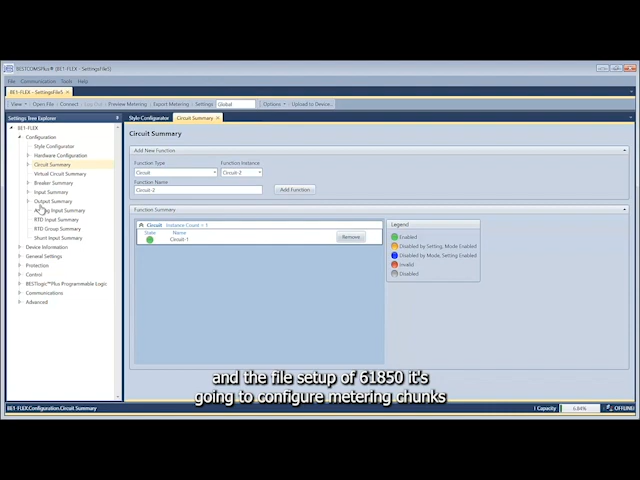 BESTCOMSPlus® (BE1-FLEX - SettingsFile5)
File Communication Tools Help
BE1-FLEX - SettingsFile5 ×
View Open File Connect Preview Metering Export Metering Settings Global Options Upload to Device
Settings Tree Explorer
Style Configurator Circuit Summary ×
BE1-FLEX
Configuration
Style Configurator
Hardware Configuration
Circuit Summary
Virtual Circuit Summary
Breaker Summary
Input Summary
Output Summary
Analog Input Summary
RTD Input Summary
RTD Group Summary
Shunt Input Summary
Device Information
General Settings
Protection
Control
BESTlogic™Plus Programmable Logic
Communications
Advanced
Circuit Summary
Add New Function
Function Type Function Instance
Circuit Circuit-2
Function Name
Circuit-2 Add Function
Function Summary
Circuit Instance Count = 1
State Name
Circuit-1 Remove
Legend
Enabled
Disabled by Setting, Mode Enabled
Disabled by Mode, Setting Enabled
Invalid
Disabled
and the file setup of 61850 it's
going to configure metering chunks
BE1-FLEX.Configuration.Circuit Summary Capacity 6.84% OFFLINE